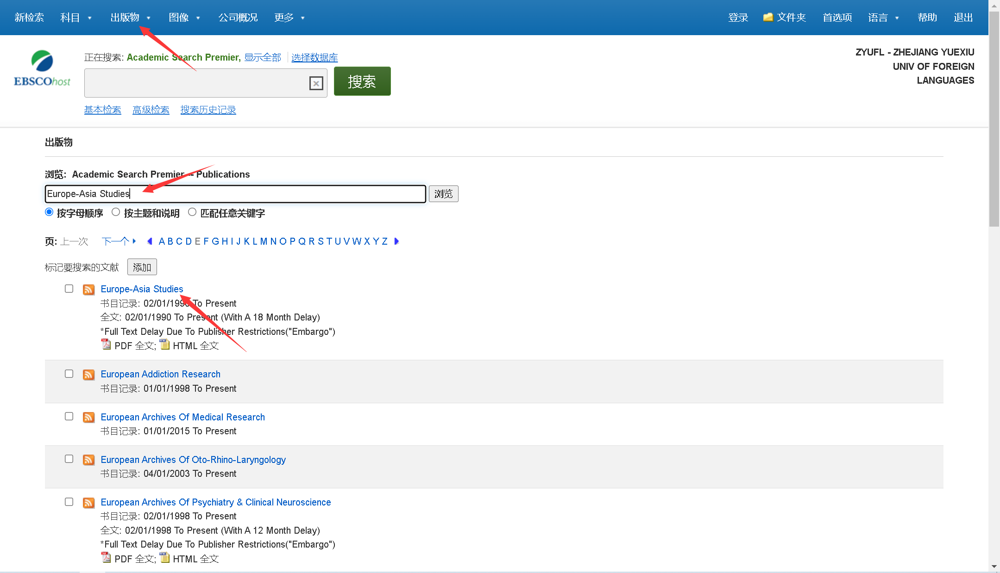 新检索 科目 出版物 图像 公司概况 更多 登录 文件夹 首选项 语言 帮助 退出
EBSCOhost
正在搜索: Academic Search Premier, 显示全部 选择数据库
搜索
基本检索 高级检索 搜索历史记录
ZYUFL - ZHEJIANG YUEXIU
UNIV OF FOREIGN
LANGUAGES
出版物
浏览: Academic Search Premier -- Publications
Europe-Asia Studies 浏览
按字母顺序 按主题和说明 匹配任意关键字
页: 上一次 下一个 A B C D E F G H I J K L M N O P Q R S T U V W X Y Z
标记要搜索的文献 添加
Europe-Asia Studies
书目记录: 02/01/1990 To Present
全文: 02/01/1990 To Present (With A 18 Month Delay)
*Full Text Delay Due To Publisher Restrictions("Embargo")
PDF 全文; HTML 全文
European Addiction Research
书目记录: 01/01/1998 To Present
European Archives Of Medical Research
书目记录: 01/01/2015 To Present
European Archives Of Oto-Rhino-Laryngology
书目记录: 04/01/2003 To Present
European Archives Of Psychiatry & Clinical Neuroscience
书目记录: 02/01/1998 To Present
全文: 02/01/1998 To Present (With A 12 Month Delay)
*Full Text Delay Due To Publisher Restrictions("Embargo")
PDF 全文; HTML 全文